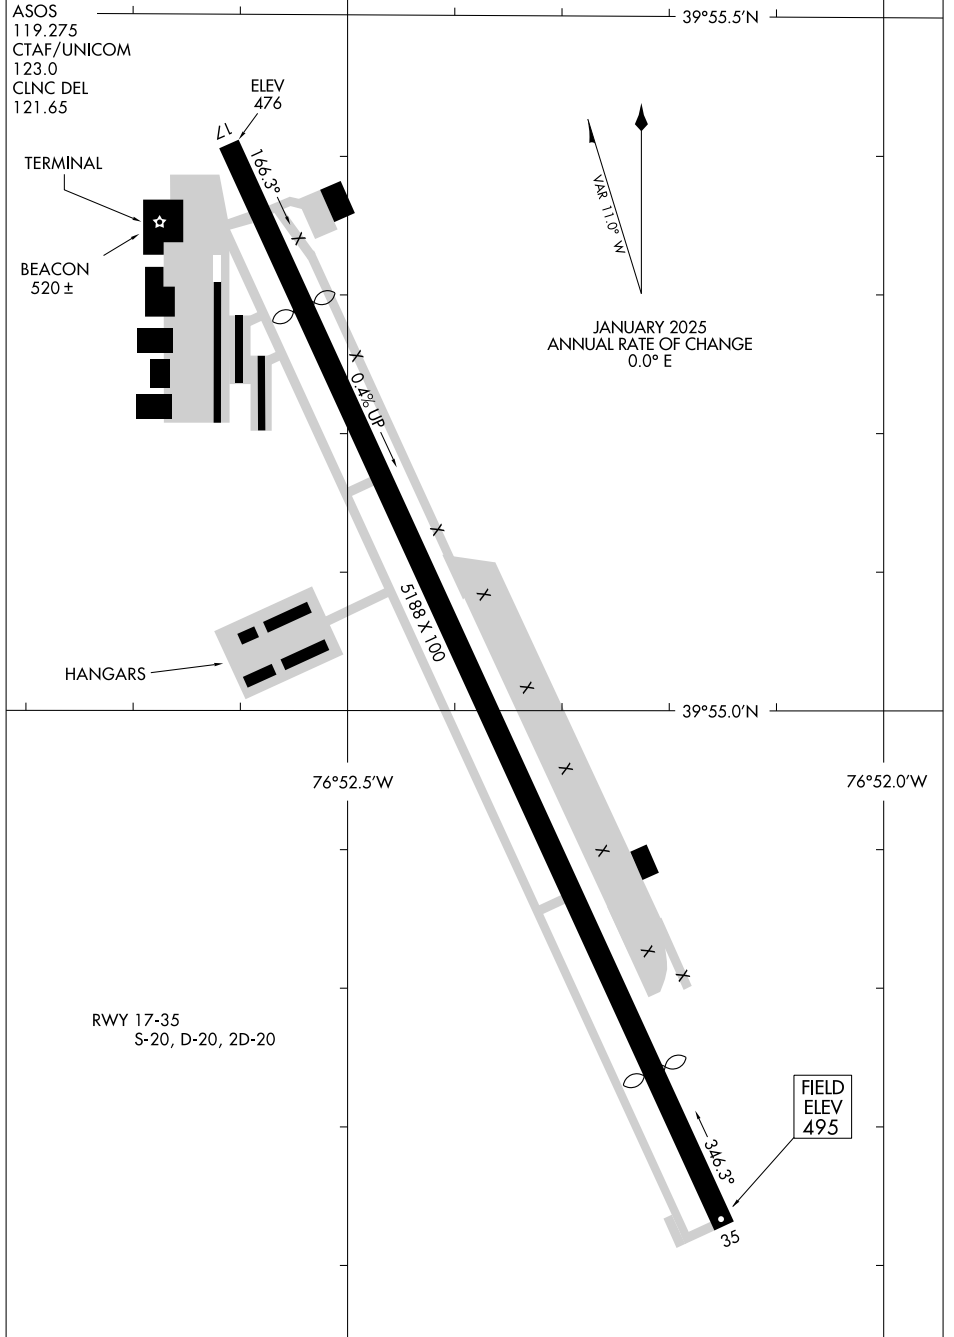 ASOS
119.275
CTAF/UNICOM
123.0
CLNC DEL
121.65
39°55.5'N
ELEV
476
17
TERMINAL
166.3°
VAR 11.0° W
BEACON
520 ±
JANUARY 2025
ANNUAL RATE OF CHANGE
0.0° E
0.4% UP
5188 X 100
HANGARS
39°55.0'N
76°52.5'W
76°52.0'W
RWY 17-35
S-20, D-20, 2D-20
FIELD
ELEV
495
346.3°
35